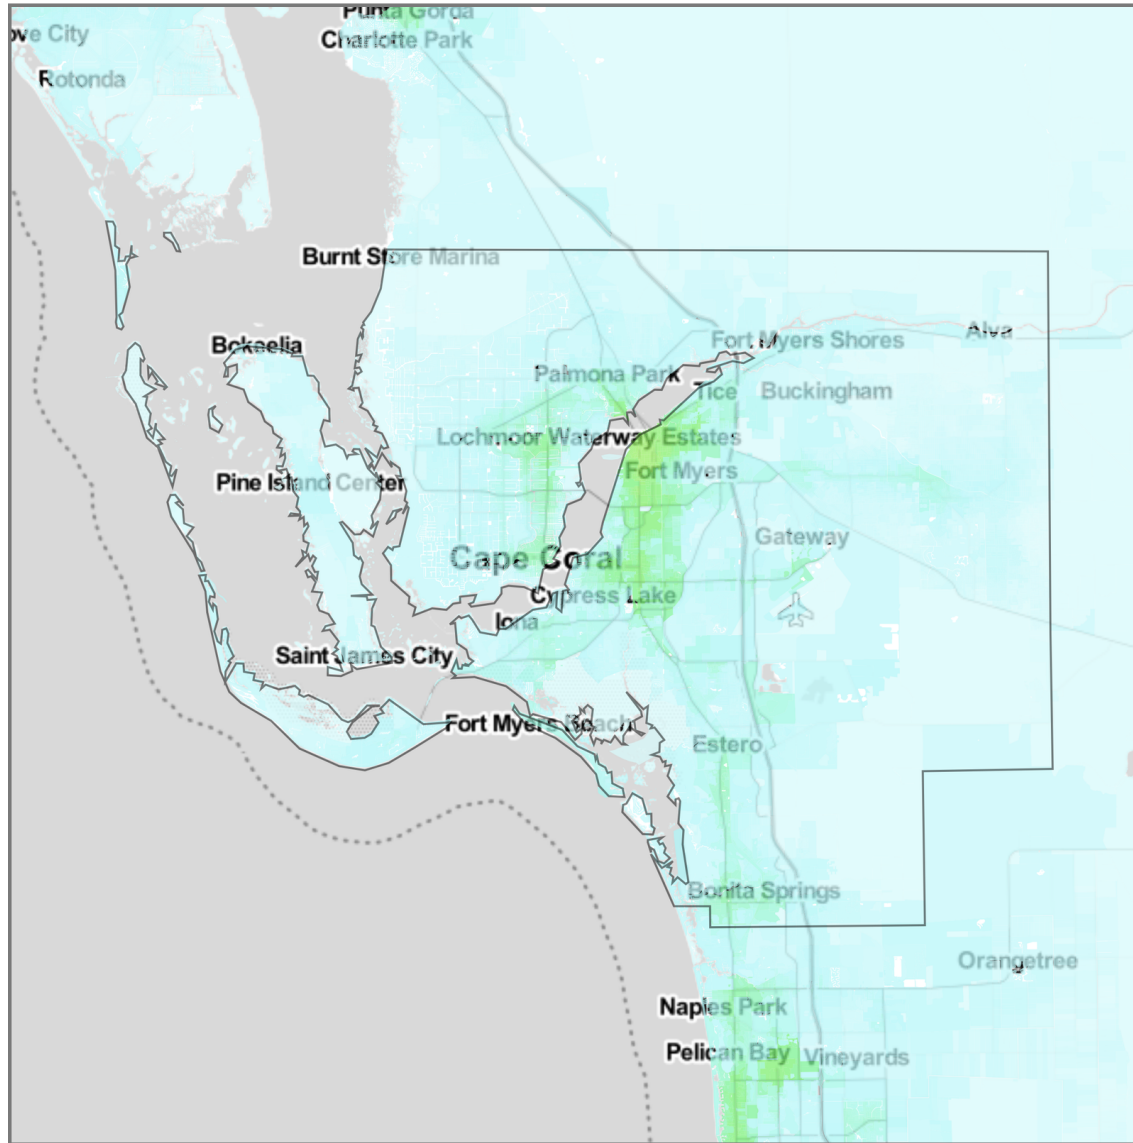 Punta Gorda
ove City
Charlotte Park
Rotonda
Burnt Store Marina
Alva
Fort Myers Shores
Bokeelia
Palmona Park
Tice
Buckingham
Lochmoor Waterway Estates
Fort Myers
Pine Island Center
Gateway
Cape Coral
Cypress Lake
Iona
Saint James City
Fort Myers Beach
Estero
Bonita Springs
Orangetree
Naples Park
Pelican Bay
Vineyards